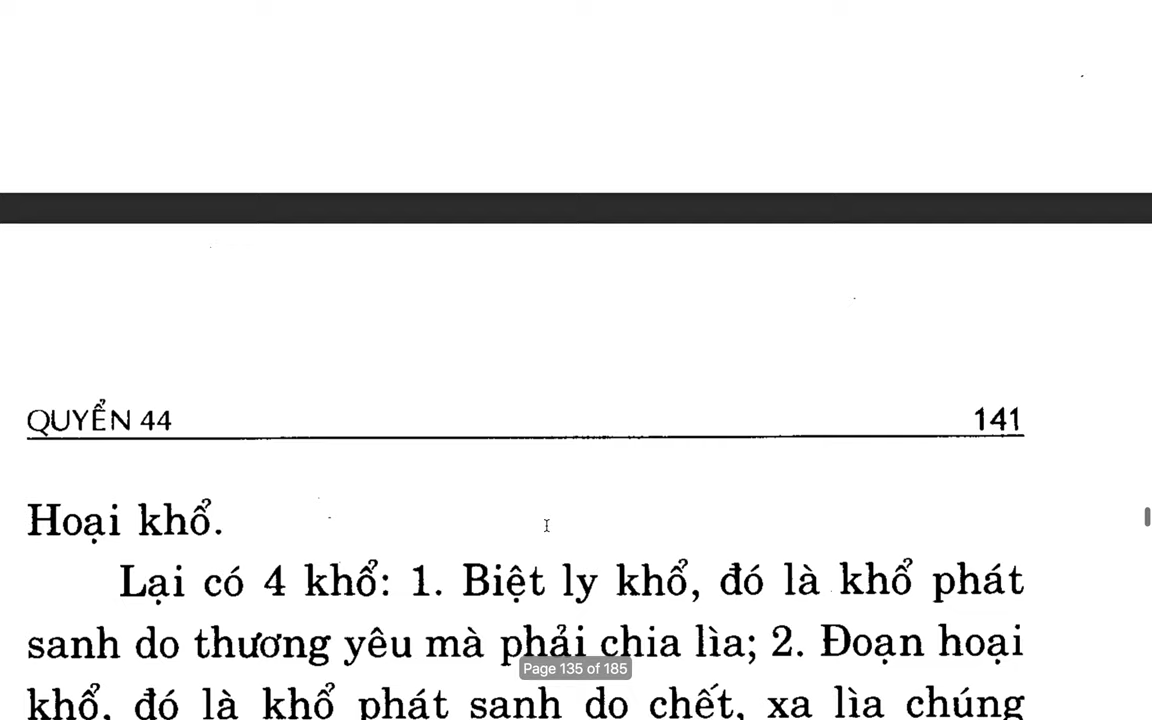 QUYỂN 44 141
Hoại khổ.
Lại có 4 khổ: 1. Biệt ly khổ, đó là khổ phát
sanh do thương yêu mà phải chia lìa; 2. Đoạn hoại
Page 135 of 185
khổ, đó là khổ phát sanh do chết, xa lìa chúng